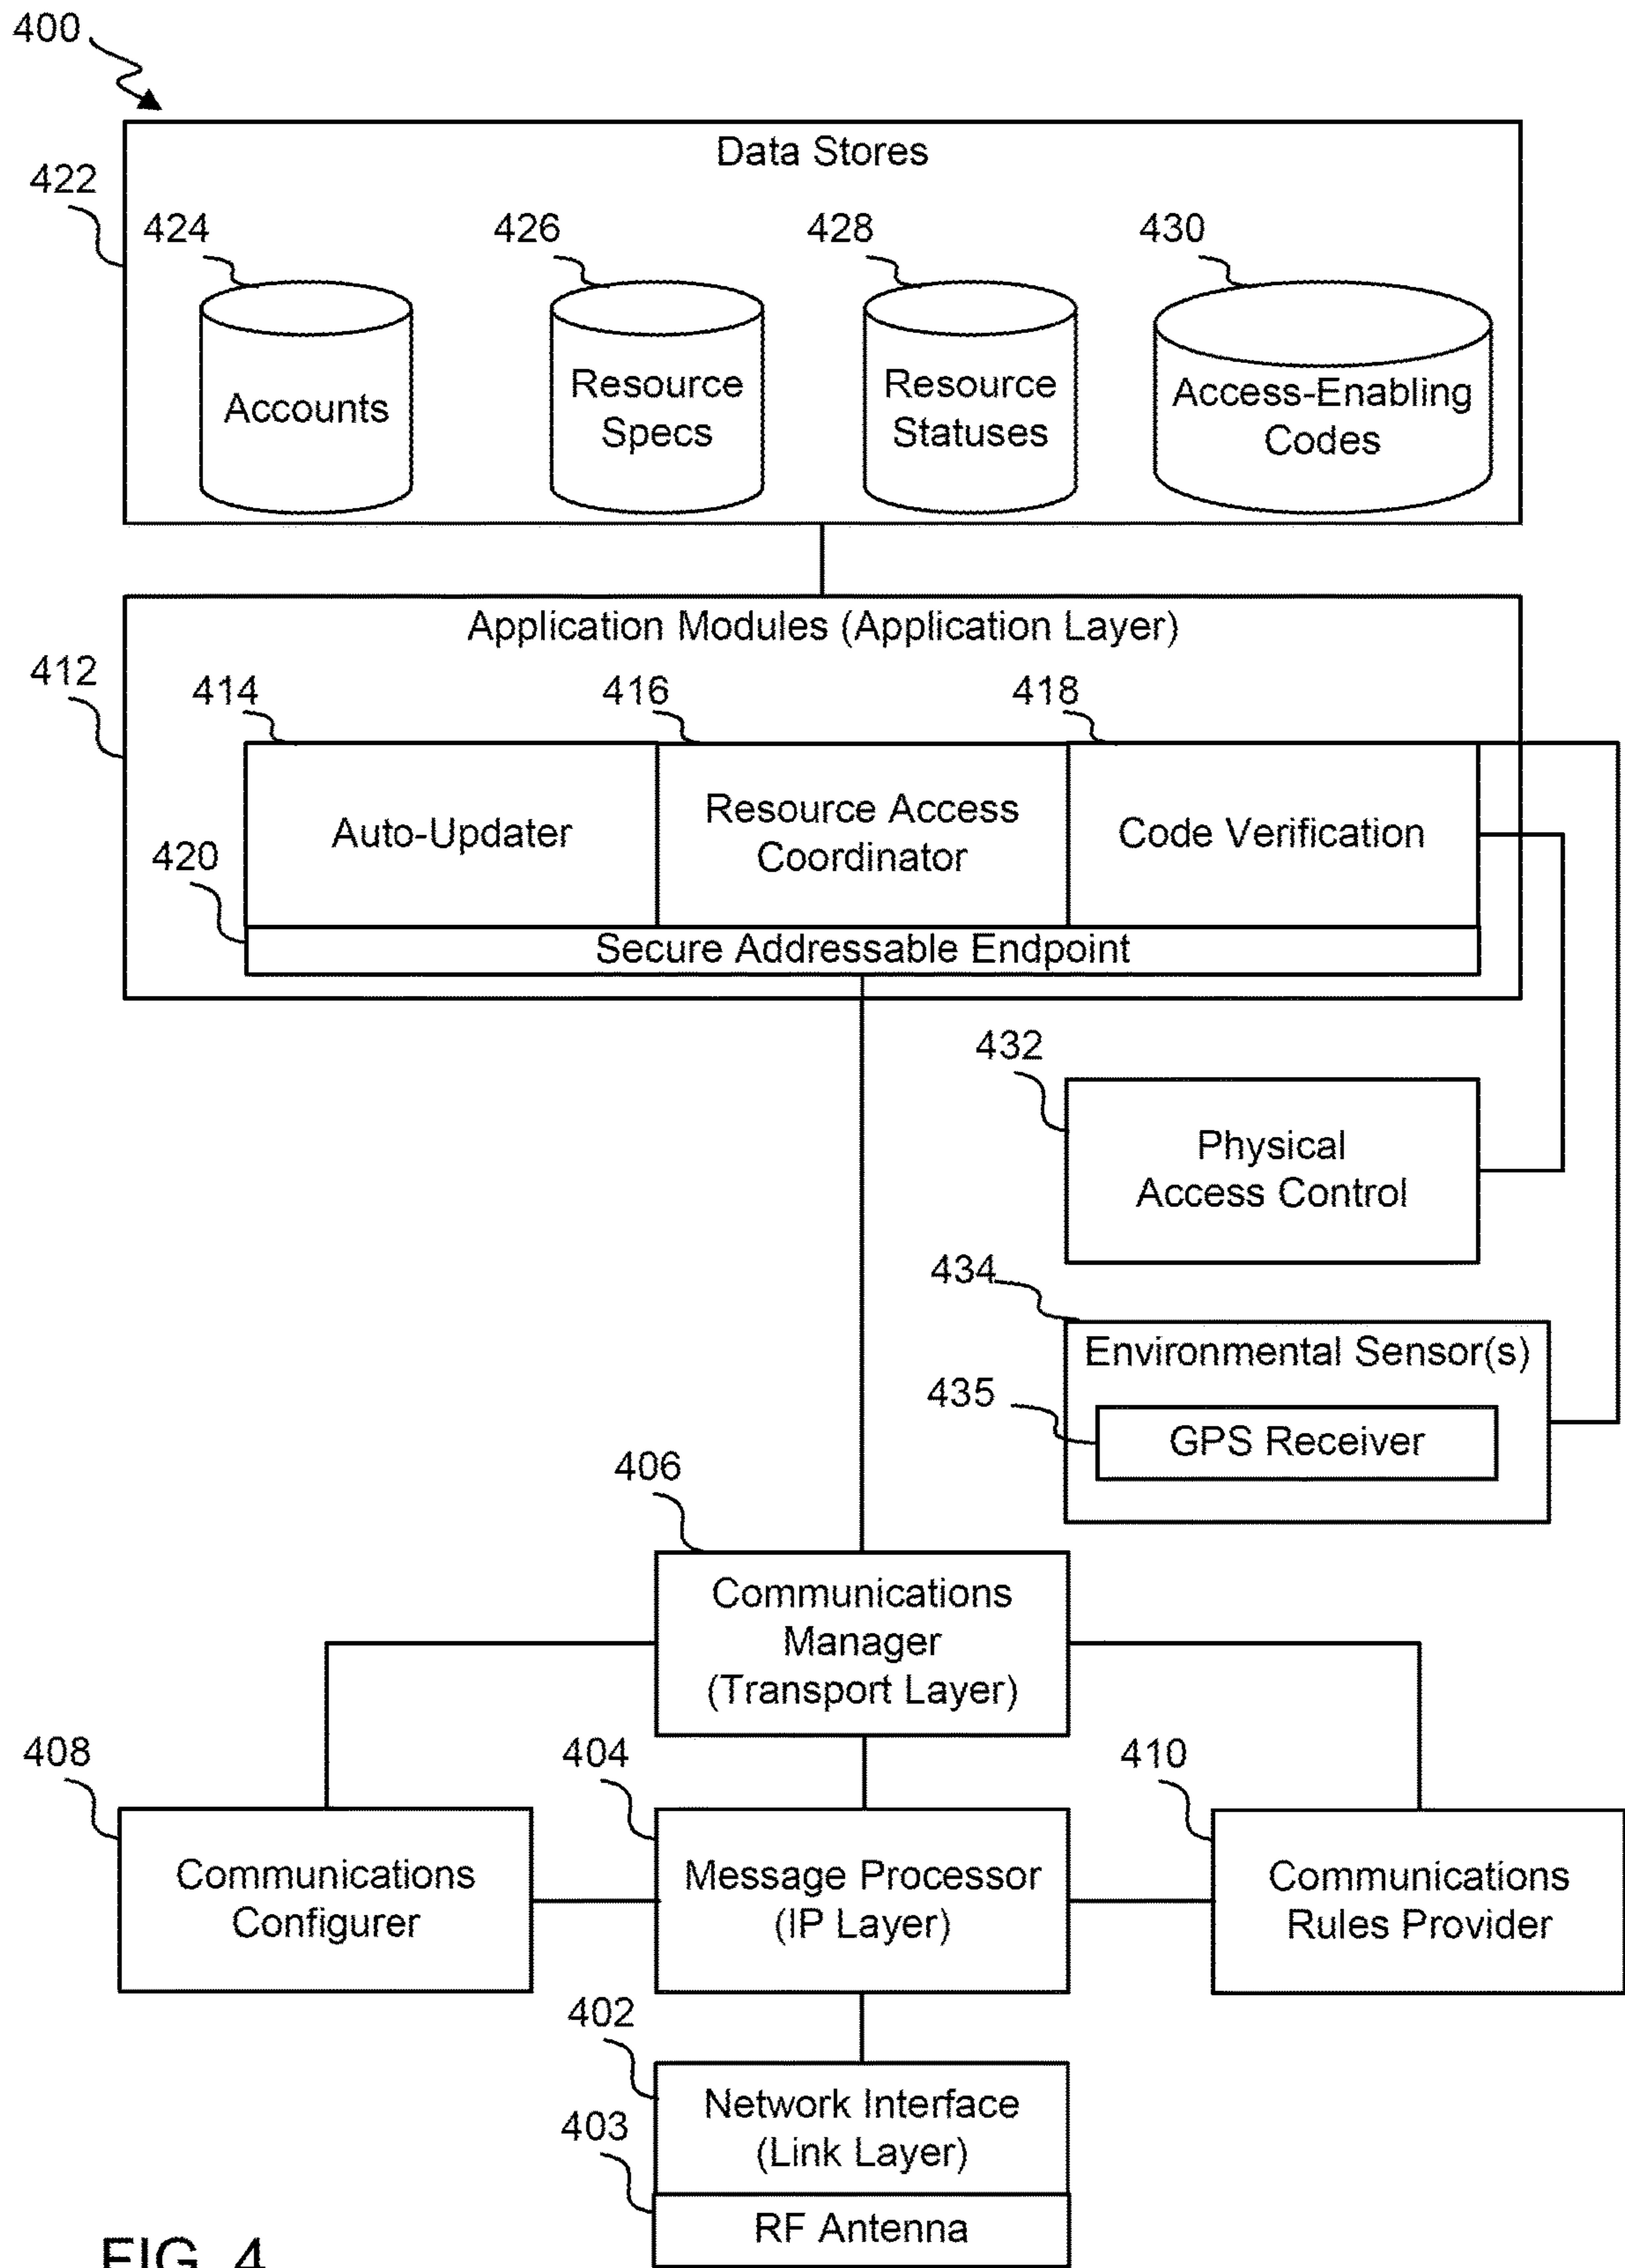 400
Data Stores
422
424
426
428
430
Accounts
Resource
Specs
Resource
Statuses
Access-Enabling
Codes
Application Modules (Application Layer)
412
414
416
418
Auto-Updater
Resource Access
Coordinator
Code Verification
420
Secure Addressable Endpoint
432
Physical
Access Control
434
Environmental Sensor(s)
435
GPS Receiver
406
Communications
Manager
(Transport Layer)
408
404
410
Communications
Configurer
Message Processor
(IP Layer)
Communications
Rules Provider
402
Network Interface
(Link Layer)
403
RF Antenna
FIG. 4